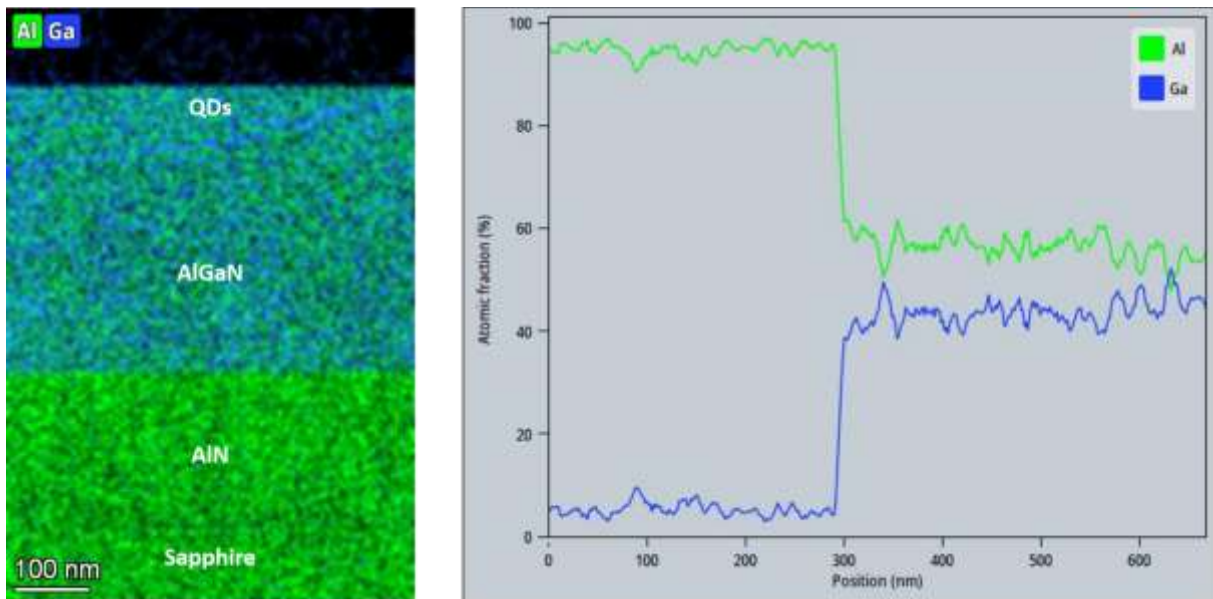 Al Ga
QDs
AlGaN
AlN
Sapphire
100 nm
100
80
60
40
20
0
Atomic fraction (%)
0 100 200 300 400 500 600
Position (nm)
Al
Ga